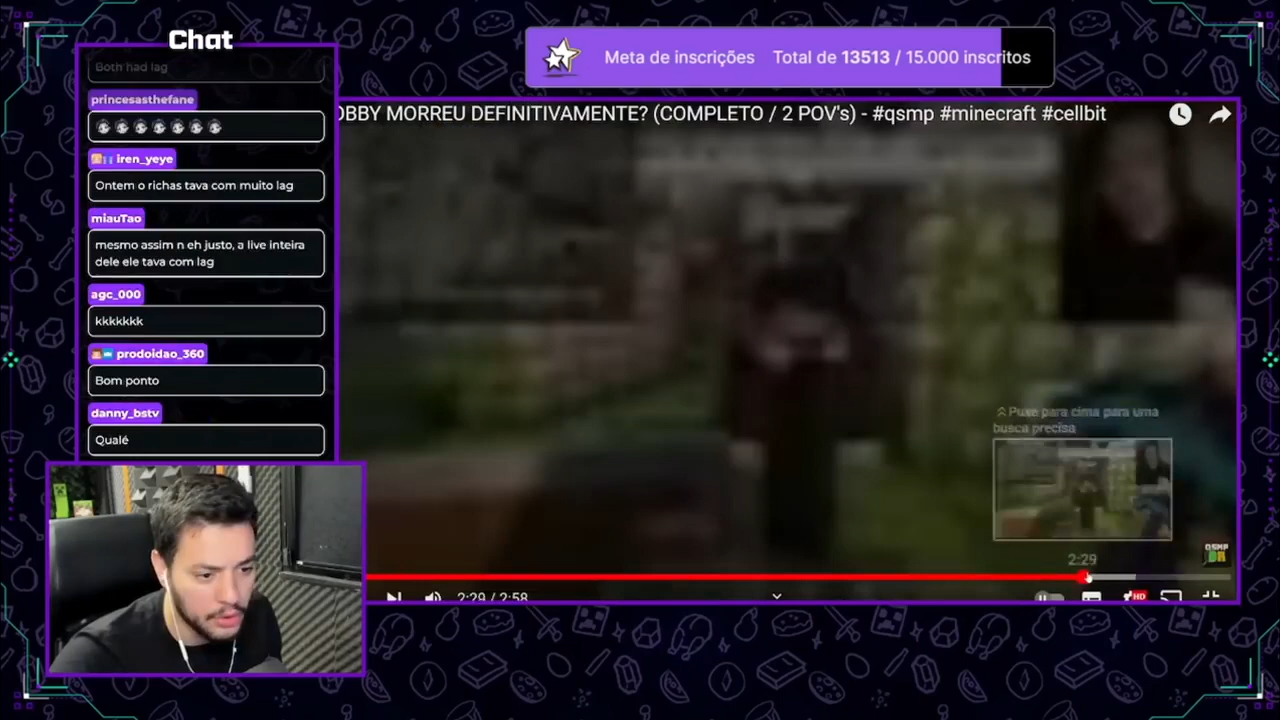 Chat
Both had lag
princesasthefane
iren_yeye
Ontem o richas tava com muito lag
miauTao
mesmo assim n eh justo, a live inteira
dele ele tava com lag
agc_000
kkkkkkk
prodoidao_360
Bom ponto
danny_bstv
Qualé
Meta de inscrições Total de 13513 / 15.000 inscritos
OBBY MORREU DEFINITIVAMENTE? (COMPLETO / 2 POV's) - #qsmp #minecraft #cellbit
Puxe para cima para uma
busca precisa
2:29
QSMP
BR
2:29 / 2:58
HD